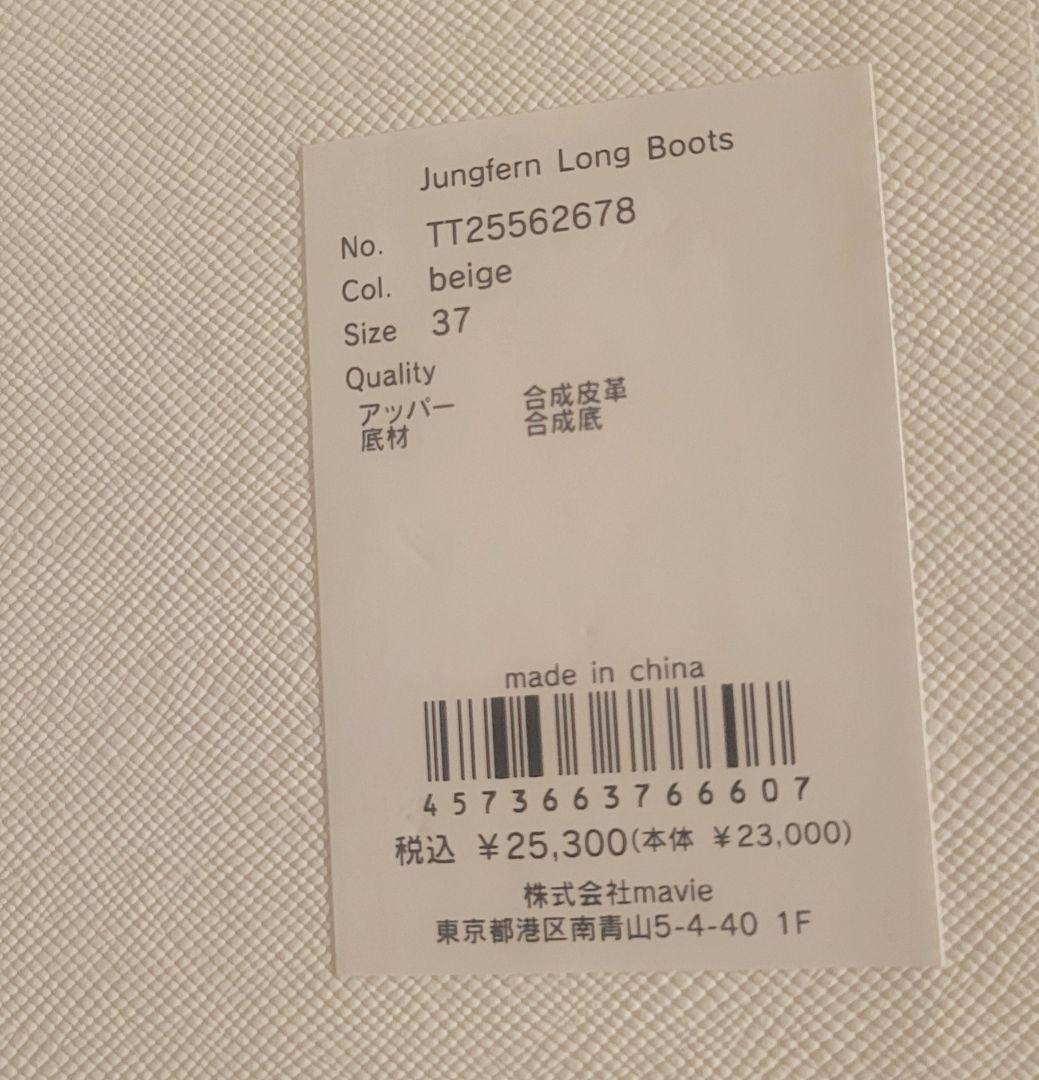 Jungfern Long Boots
No. TT25562678
Col. beige
Size 37
Quality
アッパー 合成皮革
底材 合成底
made in china
4573663766607
税込 ¥25,300(本体 ¥23,000)
株式会社mavie
東京都港区南青山5-4-40 1F